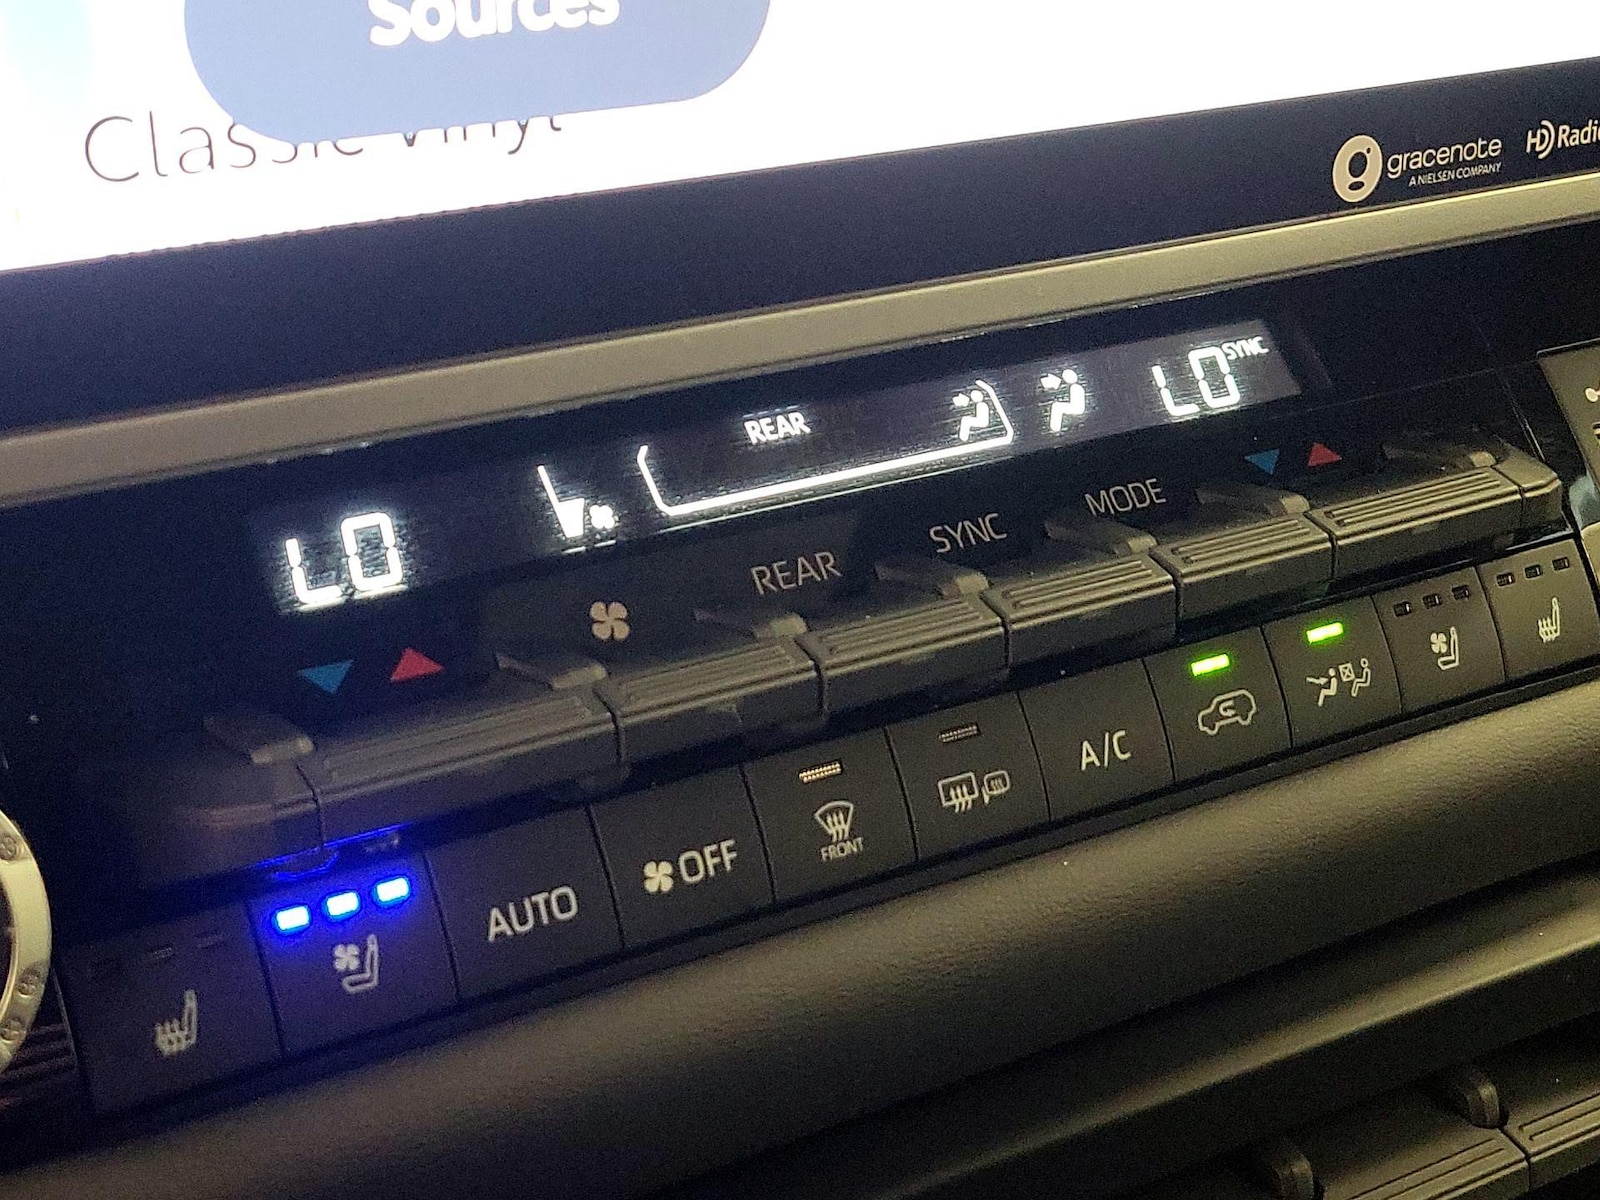 Sources
Classic Vinyl
gracenote
A NIELSEN COMPANY
HD Radio
LO
REAR
LO
SYNC
REAR
SYNC
MODE
AUTO
OFF
FRONT
A/C